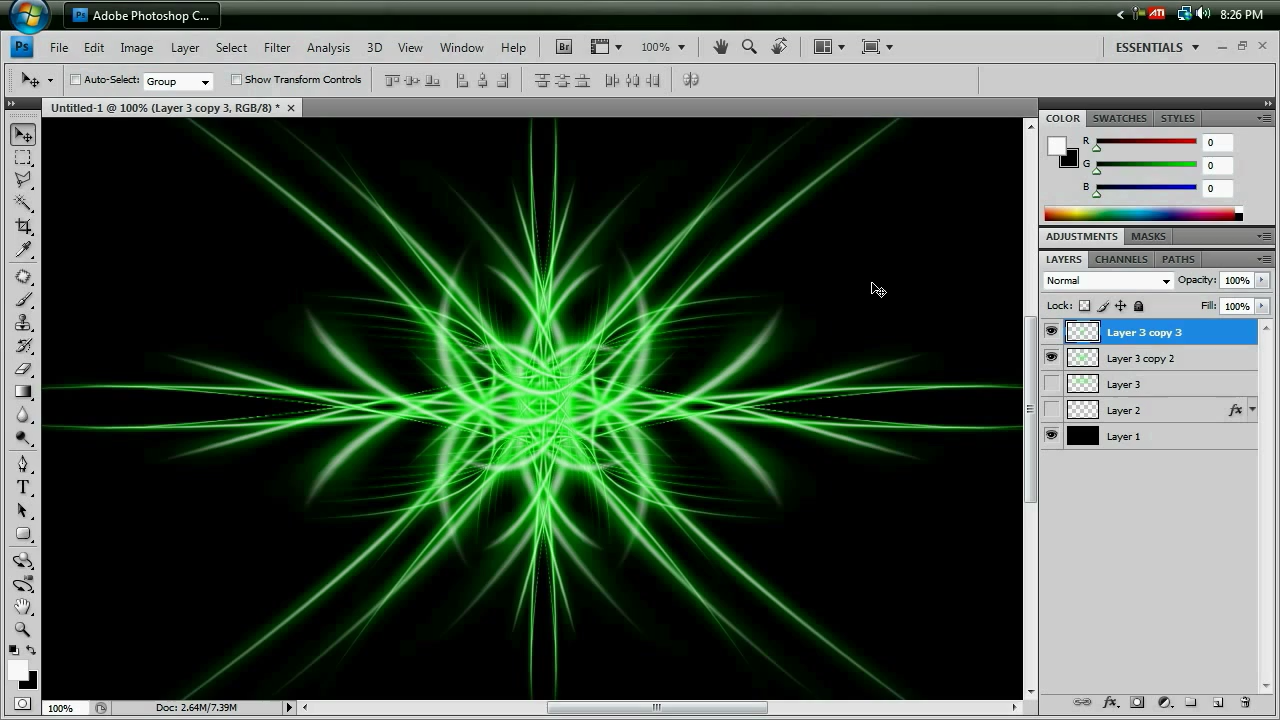 Adobe Photoshop C...
ATI
8:26 PM
Ps File Edit Image Layer Select Filter Analysis 3D View Window Help Br 100% ESSENTIALS
Auto-Select: Group Show Transform Controls
Untitled-1 @ 100% (Layer 3 copy 3, RGB/8) *
COLOR SWATCHES STYLES
R 0
G 0
B 0
ADJUSTMENTS MASKS
LAYERS CHANNELS PATHS
Normal Opacity: 100%
Lock: Fill: 100%
Layer 3 copy 3
Layer 3 copy 2
Layer 3
Layer 2 fx
Layer 1
T
100% Doc: 2.64M/7.39M
fx